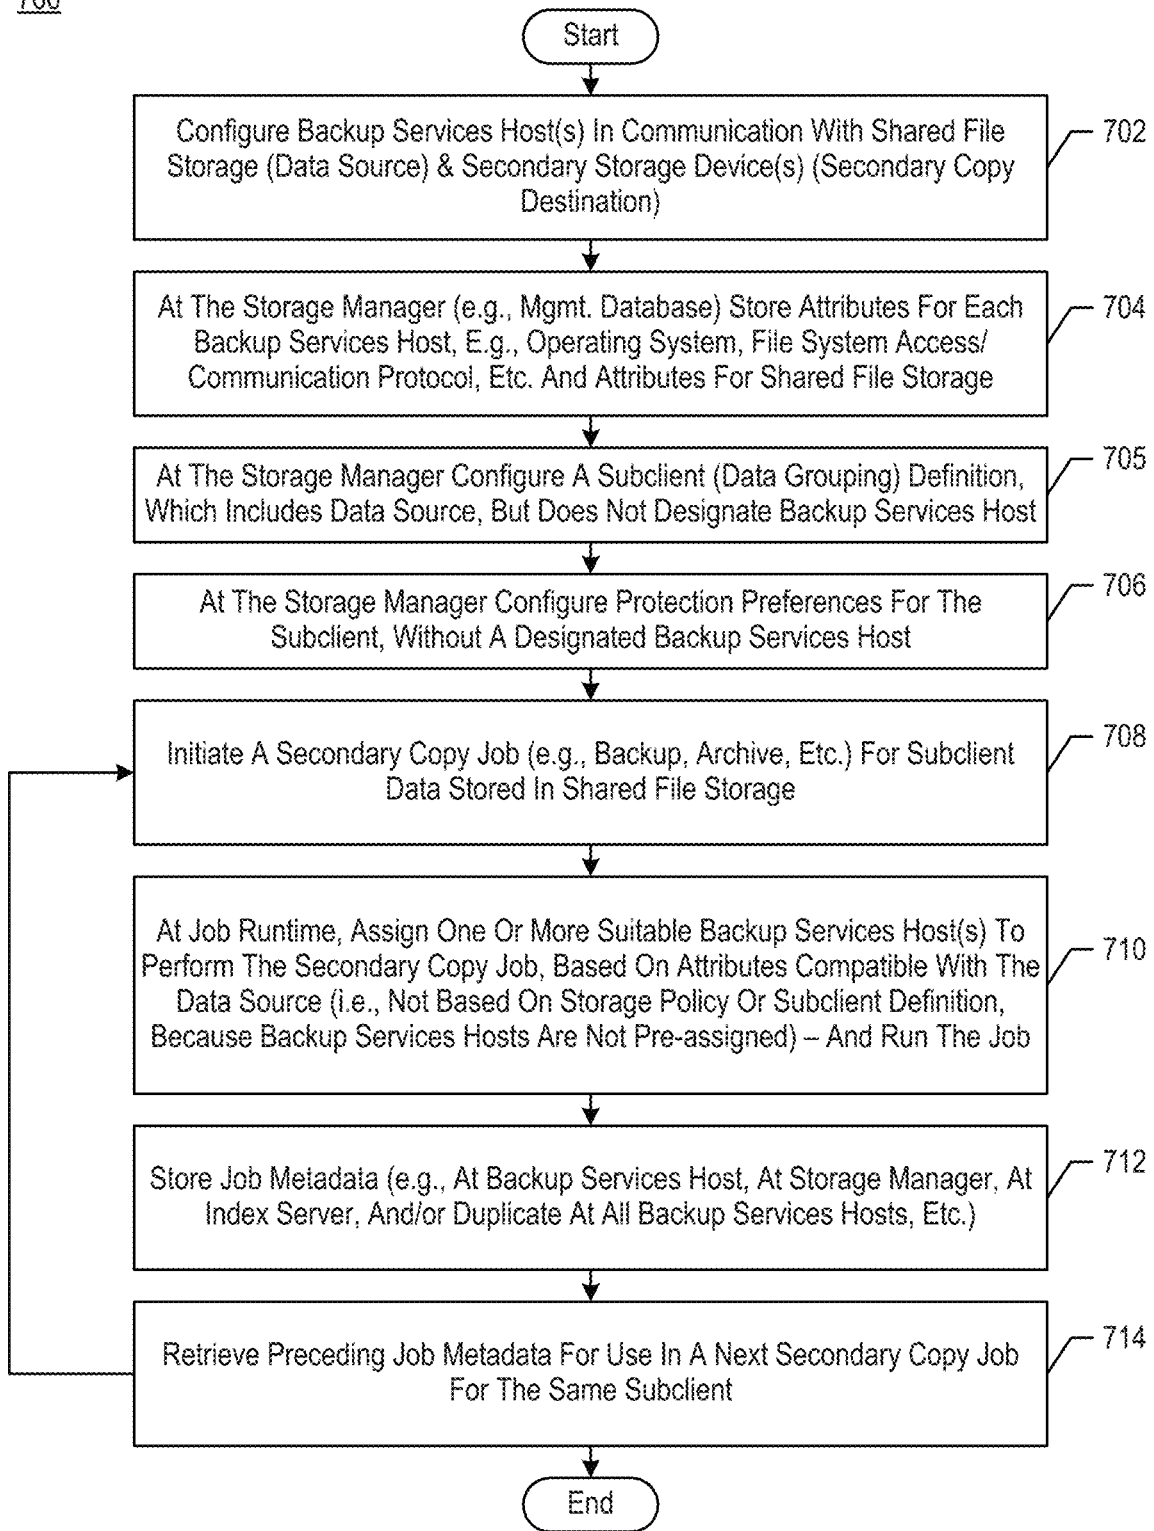 700
Start
Configure Backup Services Host(s) In Communication With Shared File
Storage (Data Source) & Secondary Storage Device(s) (Secondary Copy
Destination)
702
At The Storage Manager (e.g., Mgmt. Database) Store Attributes For Each
Backup Services Host, E.g., Operating System, File System Access/
Communication Protocol, Etc. And Attributes For Shared File Storage
704
At The Storage Manager Configure A Subclient (Data Grouping) Definition,
Which Includes Data Source, But Does Not Designate Backup Services Host
705
At The Storage Manager Configure Protection Preferences For The
Subclient, Without A Designated Backup Services Host
706
Initiate A Secondary Copy Job (e.g., Backup, Archive, Etc.) For Subclient
Data Stored In Shared File Storage
708
At Job Runtime, Assign One Or More Suitable Backup Services Host(s) To
Perform The Secondary Copy Job, Based On Attributes Compatible With The
Data Source (i.e., Not Based On Storage Policy Or Subclient Definition,
Because Backup Services Hosts Are Not Pre-assigned) – And Run The Job
710
Store Job Metadata (e.g., At Backup Services Host, At Storage Manager, At
Index Server, And/or Duplicate At All Backup Services Hosts, Etc.)
712
Retrieve Preceding Job Metadata For Use In A Next Secondary Copy Job
For The Same Subclient
714
End